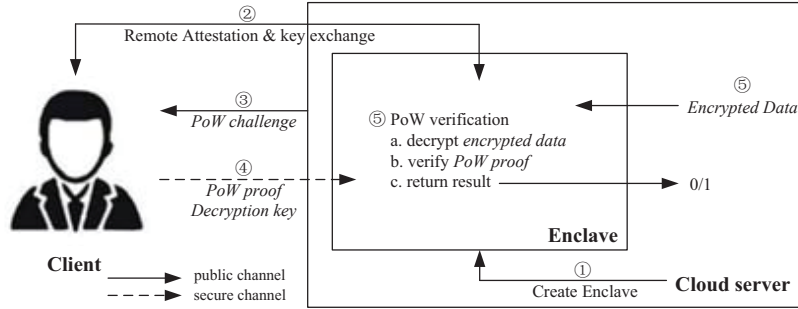 ②
Remote Attestation & key exchange
③
PoW challenge
④
PoW proof
Decryption key
⑤ PoW verification
a. decrypt encrypted data
b. verify PoW proof
c. return result
⑤
Encrypted Data
0/1
Enclave
①
Create Enclave
Cloud server
Client
public channel
secure channel